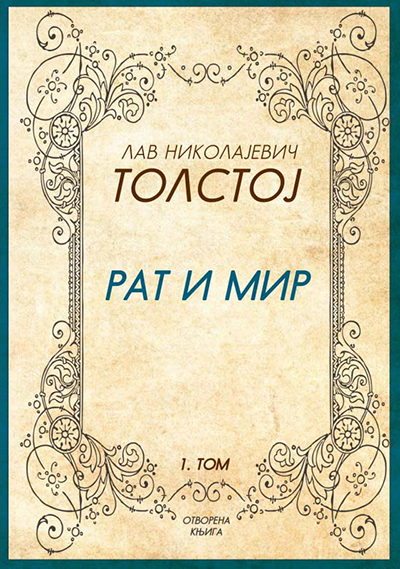 ЛАВ НИКОЛАЈЕВИЧ
ТОЛСТОЈ
РАТ И МИР
1. ТОМ
ОТВОРЕНА
КЊИГА